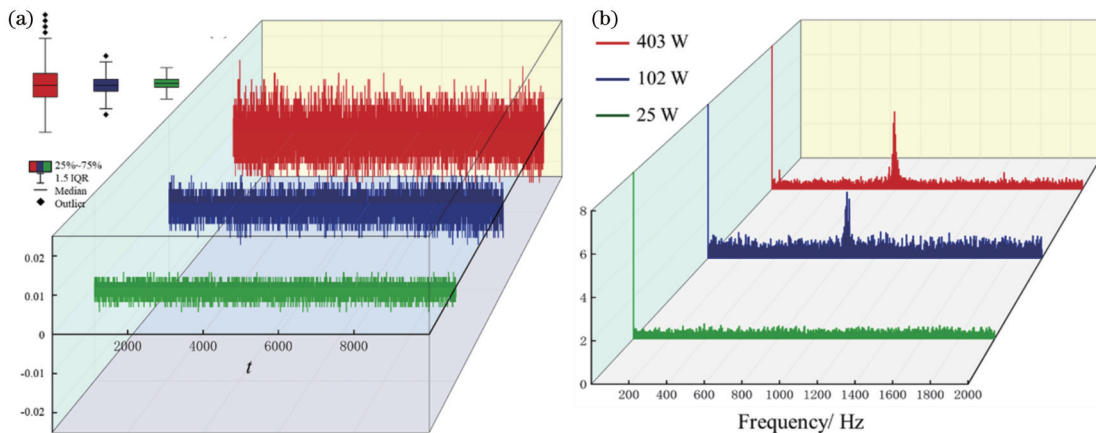 (a)
25%~75%
1.5 IQR
Median
Outlier
0.02
0.01
0
-0.01
-0.02
2000 4000 6000 8000
t
(b)
403 W
102 W
25 W
8
6
4
2
0
200 400 600 800 1000 1200 1400 1600 1800 2000
Frequency/ Hz